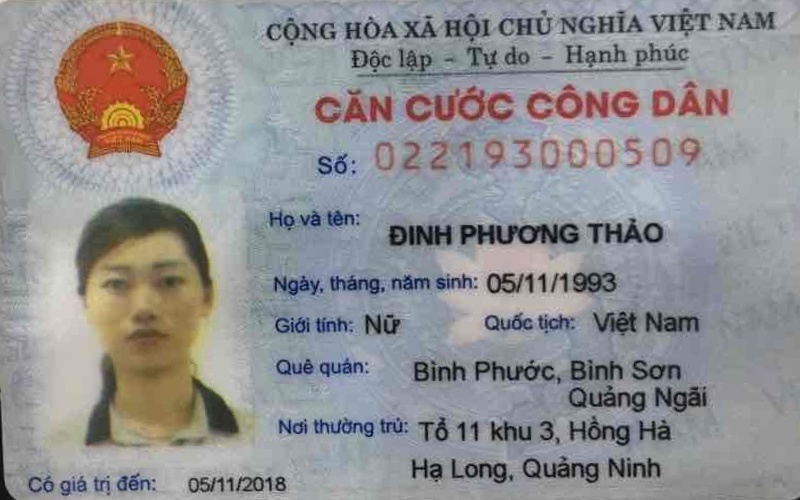 CỘNG HÒA XÃ HỘI CHỦ NGHĨA VIỆT NAM
Độc lập - Tự do - Hạnh phúc
CĂN CƯỚC CÔNG DÂN
Số: 022193000509
Họ và tên: ĐINH PHƯƠNG THẢO
Ngày, tháng, năm sinh: 05/11/1993
Giới tính: Nữ Quốc tịch: Việt Nam
Quê quán: Bình Phước, Bình Sơn
Quảng Ngãi
Nơi thường trú: Tổ 11 khu 3, Hồng Hà
Hạ Long, Quảng Ninh
Có giá trị đến: 05/11/2018